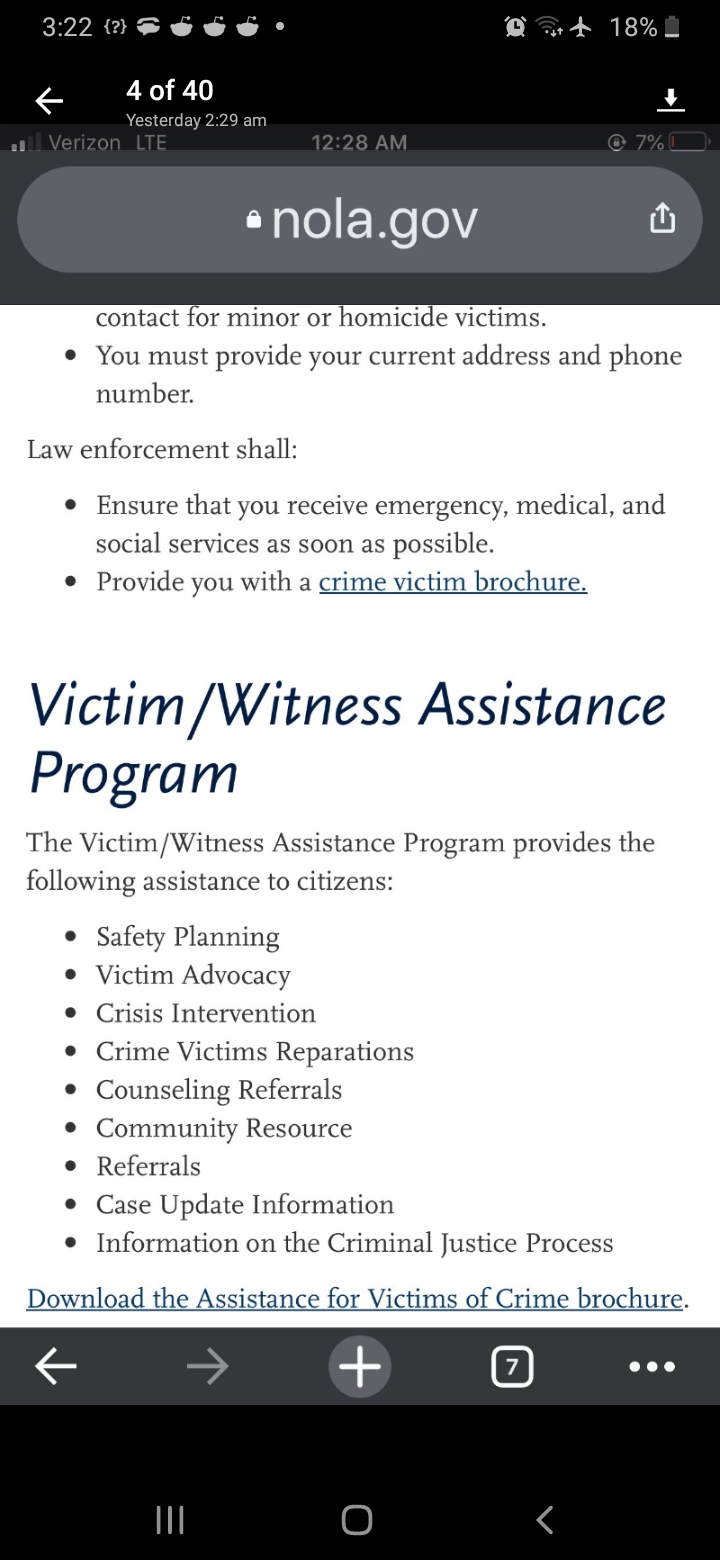 3:22 {?} 18%
4 of 40
Yesterday 2:29 am
Verizon LTE 12:28 AM 7%
nola.gov
contact for minor or homicide victims.
• You must provide your current address and phone
number.
Law enforcement shall:
• Ensure that you receive emergency, medical, and
social services as soon as possible.
• Provide you with a crime victim brochure.
Victim/Witness Assistance
Program
The Victim/Witness Assistance Program provides the
following assistance to citizens:
• Safety Planning
• Victim Advocacy
• Crisis Intervention
• Crime Victims Reparations
• Counseling Referrals
• Community Resource
• Referrals
• Case Update Information
• Information on the Criminal Justice Process
Download the Assistance for Victims of Crime brochure.
7